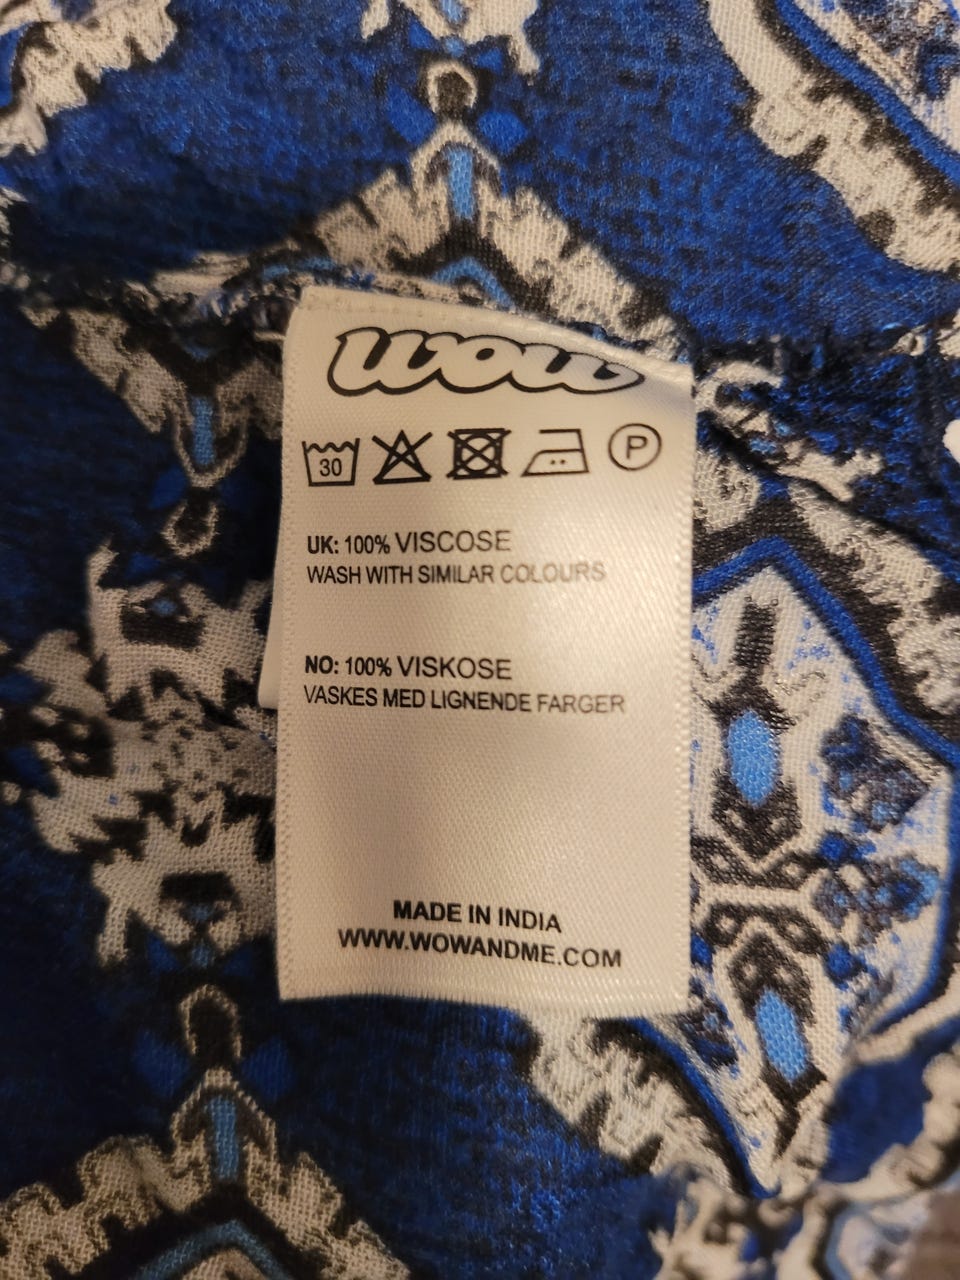 WOW
30 P
UK: 100% VISCOSE
WASH WITH SIMILAR COLOURS
NO: 100% VISKOSE
VASKES MED LIGNENDE FARGER
MADE IN INDIA
WWW.WOWANDME.COM